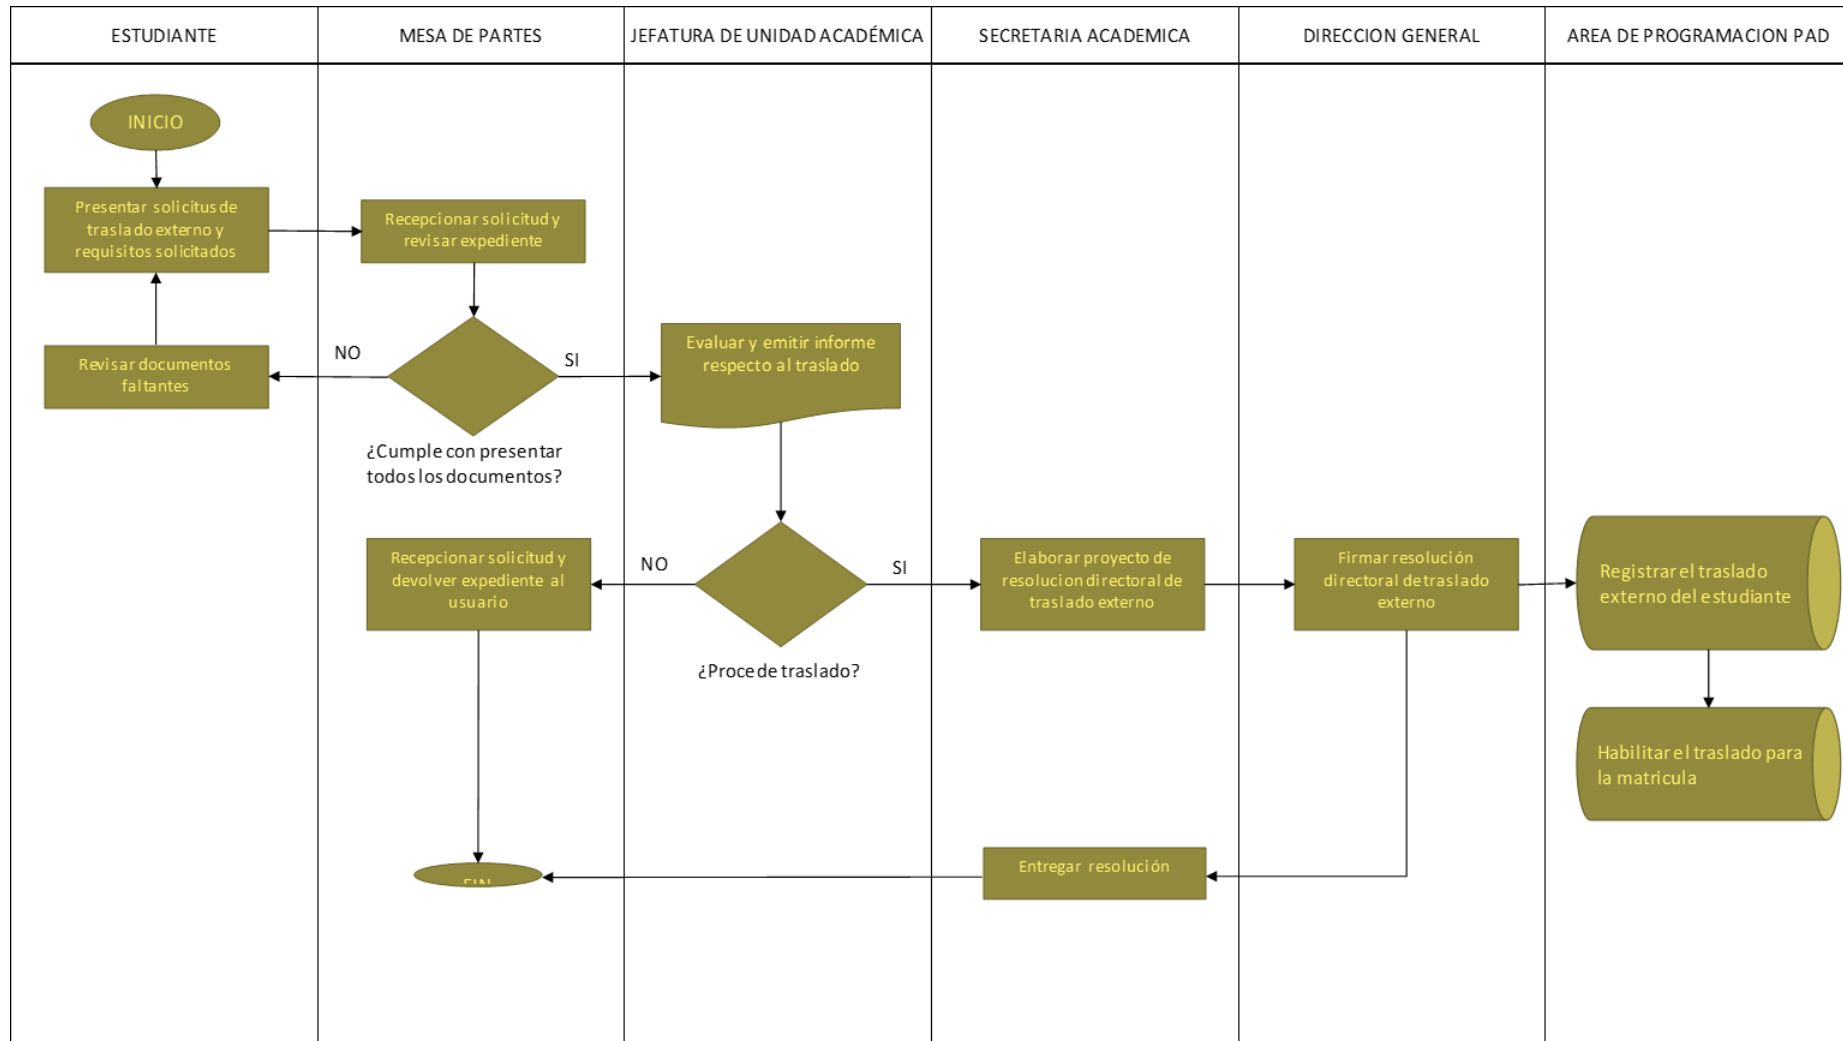 ESTUDIANTE
MESA DE PARTES
JEFATURA DE UNIDAD ACADÉMICA
SECRETARIA ACADEMICA
DIRECCION GENERAL
AREA DE PROGRAMACION PAD
INICIO
Presentar solicitus de
traslado externo y
requisitos solicitados
Recepcionar solicitud y
revisar expediente
Revisar documentos
faltantes
NO
SI
¿Cumple con presentar
todos los documentos?
Evaluar y emitir informe
respecto al traslado
Recepcionar solicitud y
devolver expediente al
usuario
NO
SI
¿Procede traslado?
Elaborar proyecto de
resolucion directoral de
traslado externo
Firmar resolución
directoral de traslado
externo
Registrar el traslado
externo del estudiante
Habilitar el traslado para
la matricula
Entregar resolución
FIN